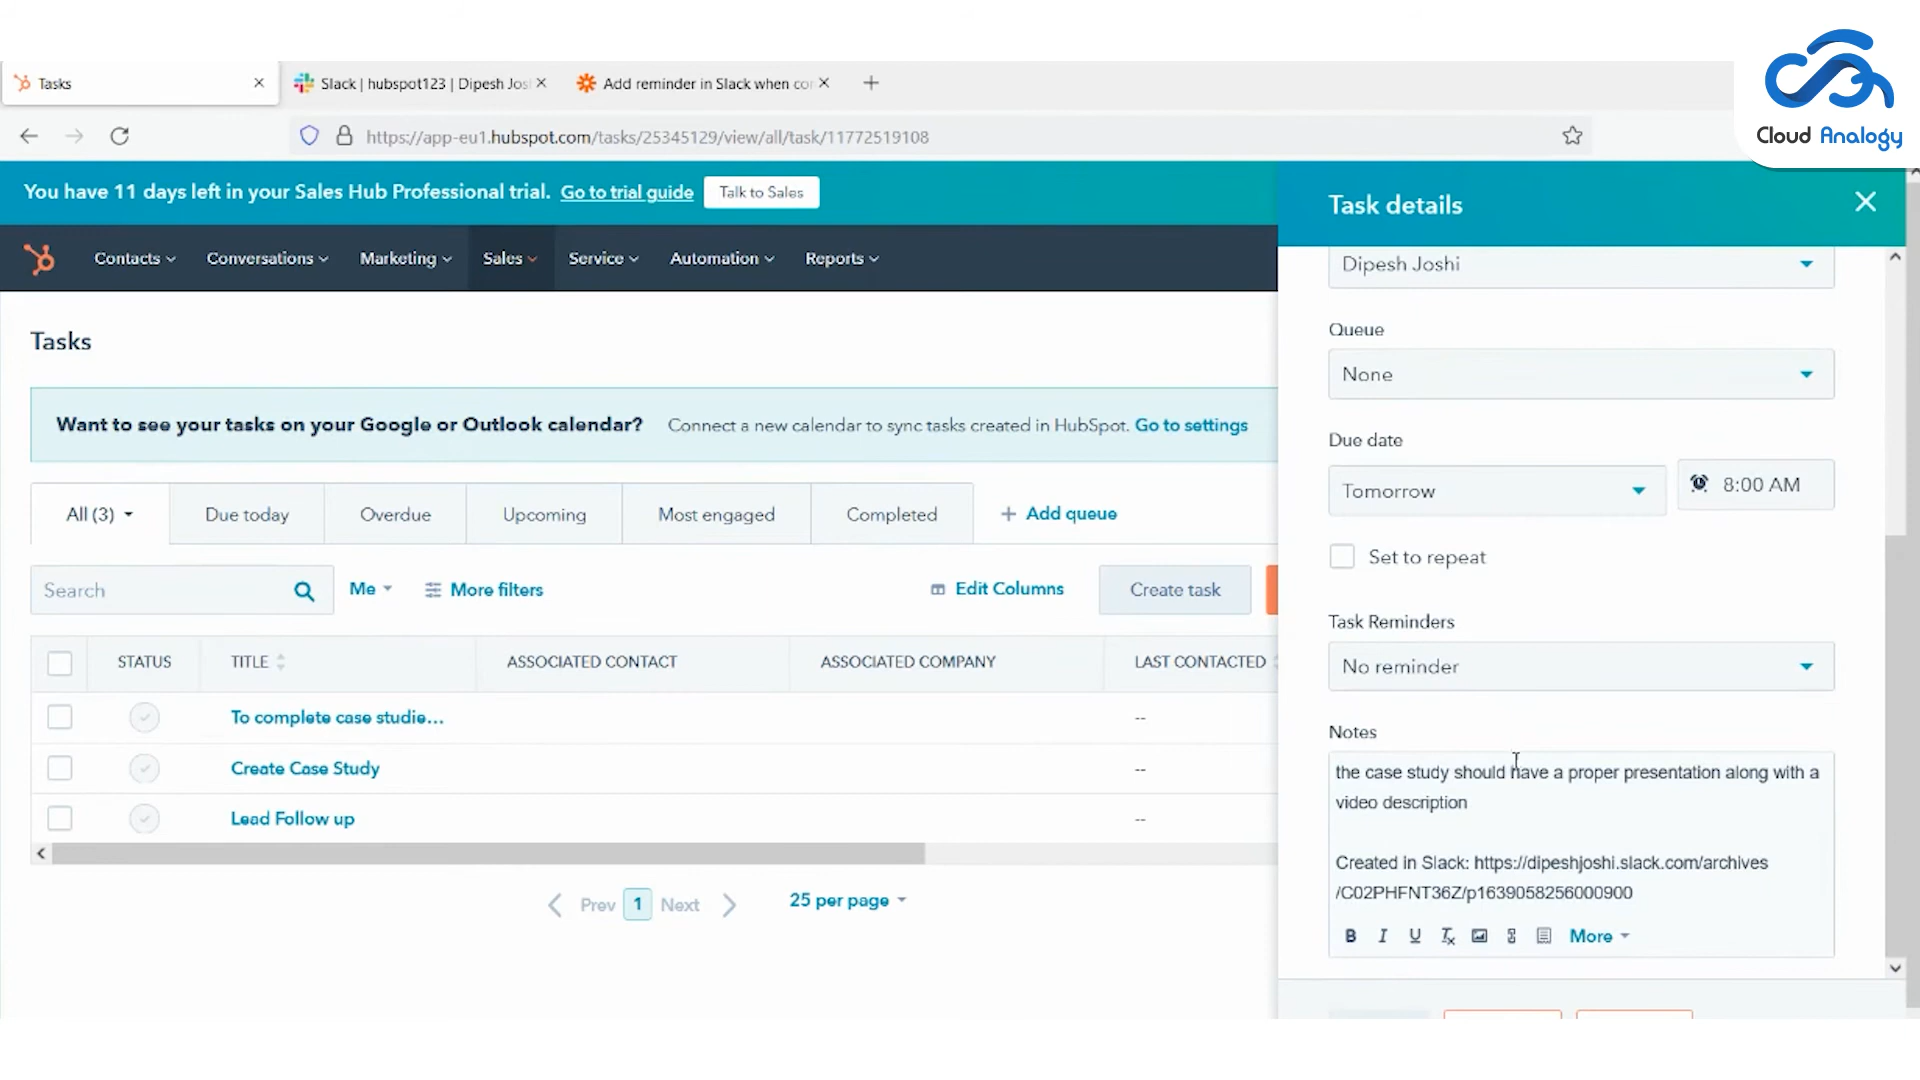 Cloud Analogy
Tasks
Slack | hubspot123 | Dipesh Jos
Add reminder in Slack when con
https://app-eu1.hubspot.com/tasks/25345129/view/all/task/11772519108
You have 11 days left in your Sales Hub Professional trial. Go to trial guide Talk to Sales
Contacts Conversations Marketing Sales Service Automation Reports
Tasks
Want to see your tasks on your Google or Outlook calendar? Connect a new calendar to sync tasks created in HubSpot. Go to settings
All (3) Due today Overdue Upcoming Most engaged Completed + Add queue
Search Me More filters Edit Columns Create task
STATUS TITLE ASSOCIATED CONTACT ASSOCIATED COMPANY LAST CONTACTED
To complete case studie... --
Create Case Study --
Lead Follow up --
Prev 1 Next 25 per page
Task details
Dipesh Joshi
Queue
None
Due date
Tomorrow 8:00 AM
Set to repeat
Task Reminders
No reminder
Notes
the case study should have a proper presentation along with a
video description
Created in Slack: https://dipeshjoshi.slack.com/archives
/C02PHFNT36Z/p1639058256000900
B I U Tx More